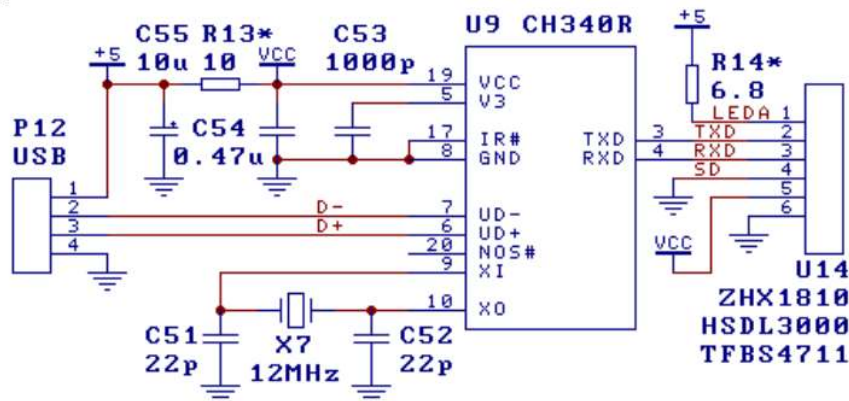 U9 CH340R
C55 R13* C53
+5 10u 10 VCC 1000p
+5
R14*
6.8
19 VCC
5 V3
C54
0.47u
17 IR#
8 GND
TXD 3
RXD 4
LEDA 1
TXD 2
RXD 3
SD 4
5
6
P12
USB
1
2 D- 7 UD-
3 D+ 6 UD+
4
20 NOS#
9 XI
10 XO
VCC
U14
ZHX1810
HSDL3000
TFBS4711
C51
22p
X7
12MHz
C52
22p